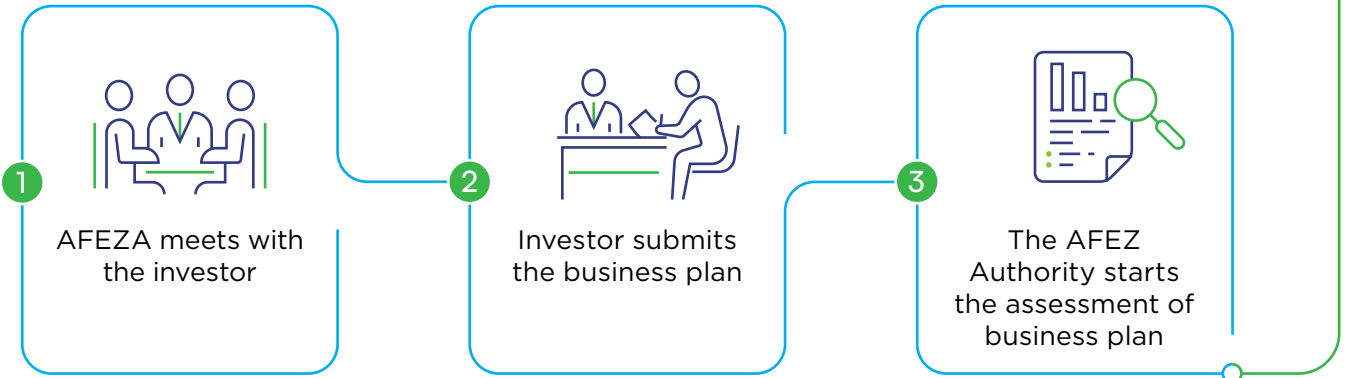 1
AFEZA meets with
the investor
2
Investor submits
the business plan
3
The AFEZ
Authority starts
the assessment of
business plan